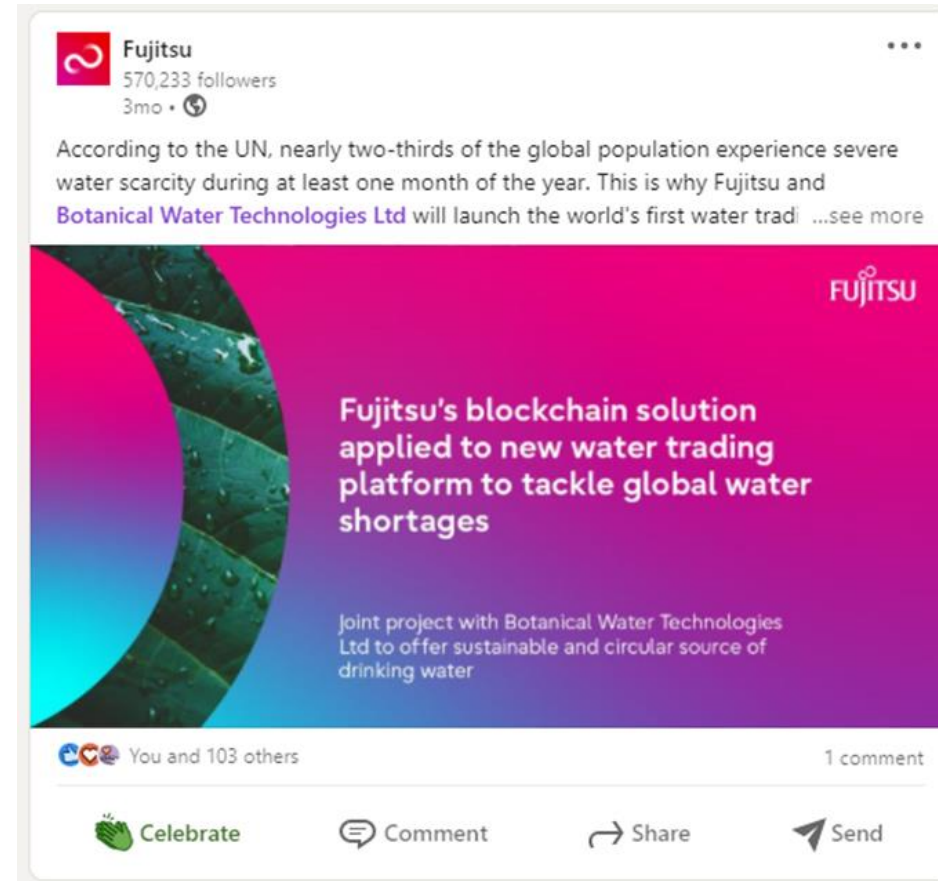 Fujitsu
570,233 followers
3mo •
According to the UN, nearly two-thirds of the global population experience severe
water scarcity during at least one month of the year. This is why Fujitsu and
Botanical Water Technologies Ltd will launch the world's first water tradi ...see more
FUJITSU
Fujitsu's blockchain solution
applied to new water trading
platform to tackle global water
shortages
Joint project with Botanical Water Technologies
Ltd to offer sustainable and circular source of
drinking water
You and 103 others
1 comment
Celebrate
Comment
Share
Send